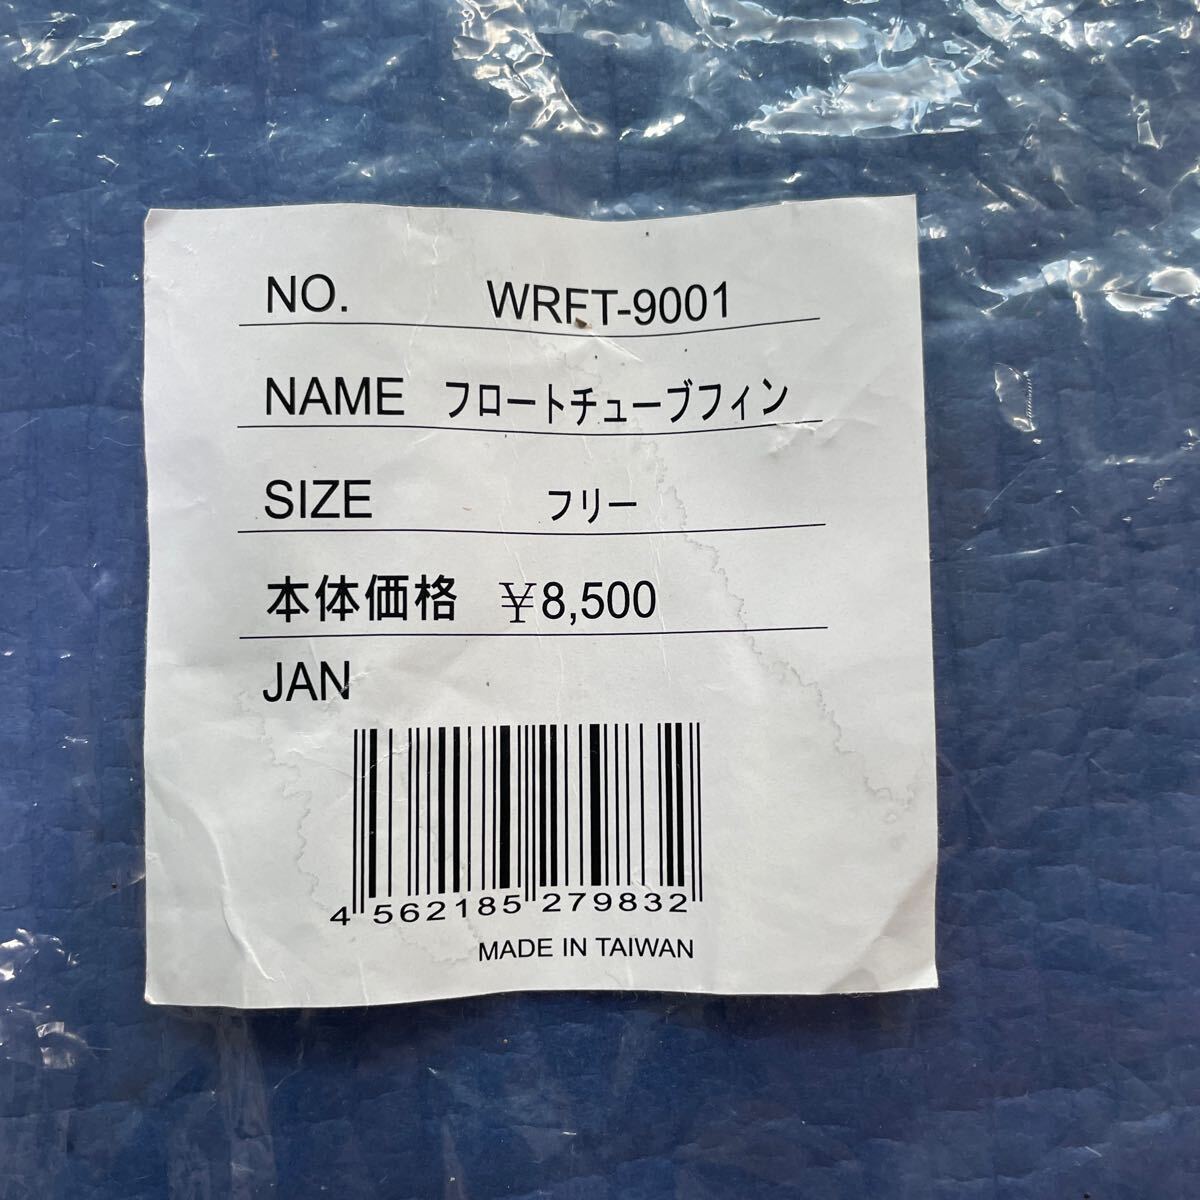 NO. WRFT-9001
NAME フロートチューブフィン
SIZE フリー
本体価格 ￥8,500
JAN
4 562185 279832
MADE IN TAIWAN